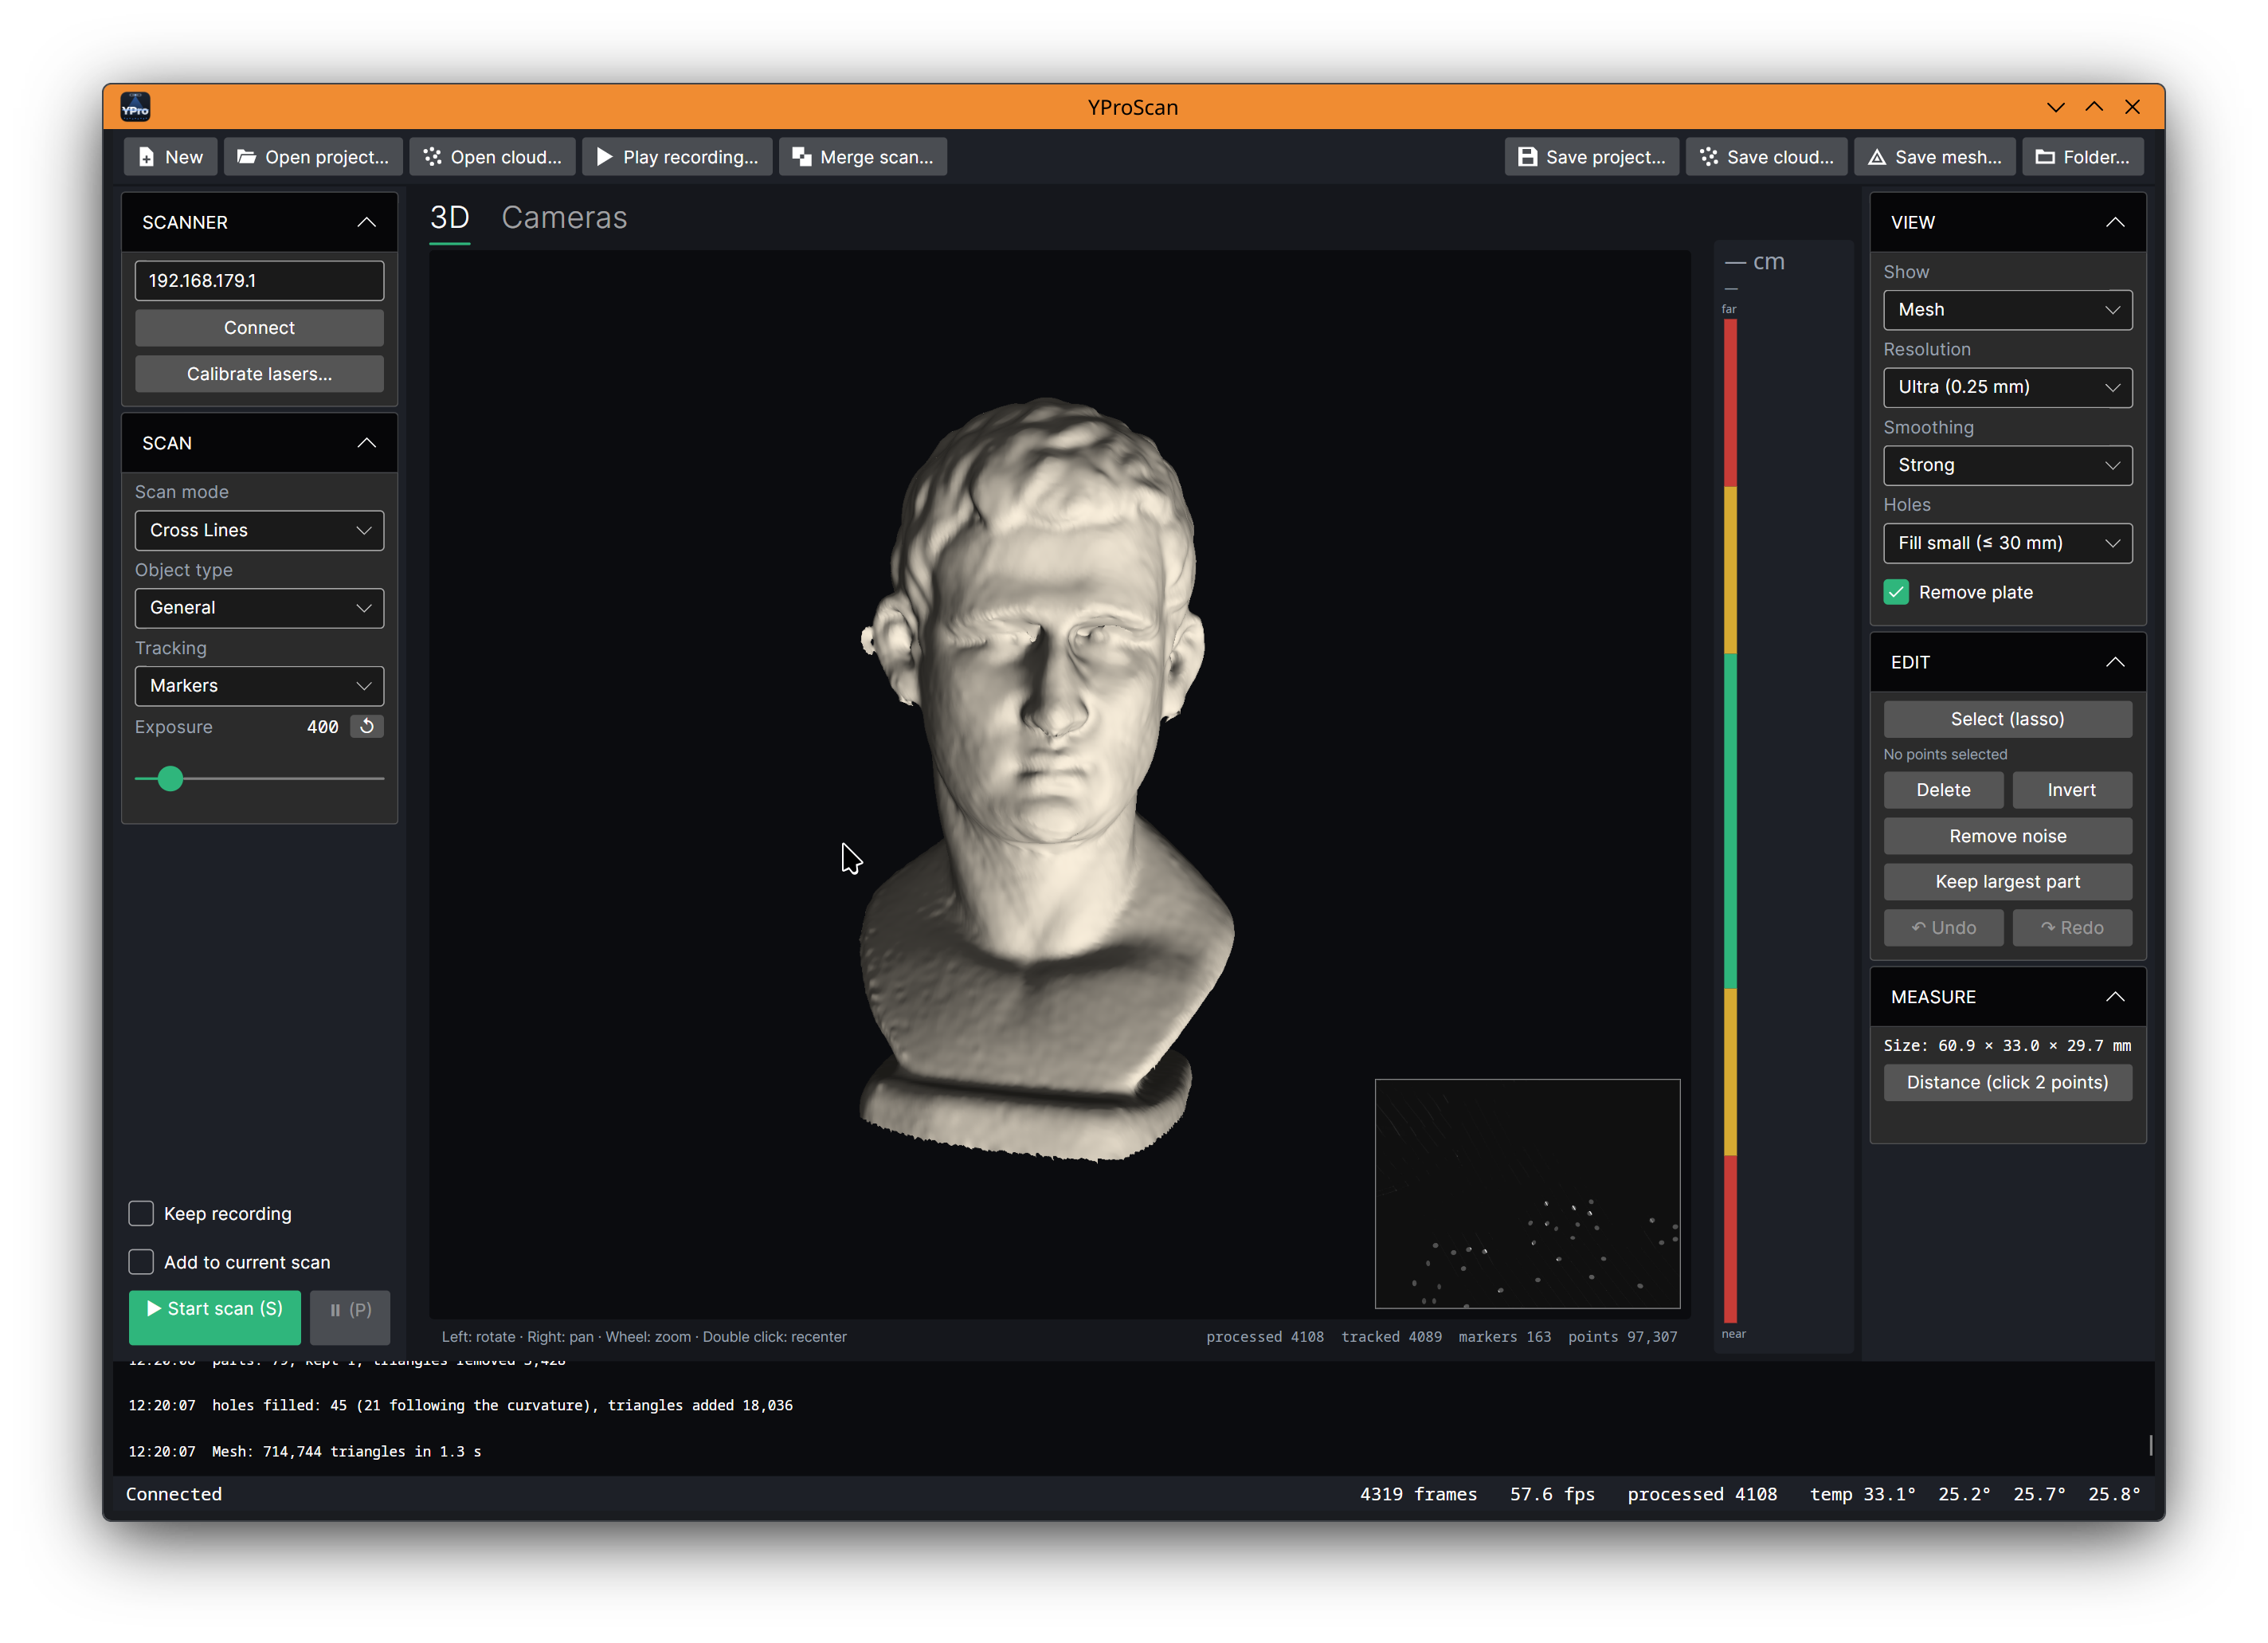 YPro
YProScan
New
Open project...
Open cloud...
Play recording...
Merge scan...
Save project...
Save cloud...
Save mesh...
Folder...
SCANNER
192.168.179.1
Connect
Calibrate lasers...
SCAN
Scan mode
Cross Lines
Object type
General
Tracking
Markers
Exposure 400
Keep recording
Add to current scan
Start scan (S)
(P)
3D Cameras
— cm
—
far
near
Left: rotate · Right: pan · Wheel: zoom · Double click: recenter
processed 4108 tracked 4089 markers 163 points 97,307
VIEW
Show
Mesh
Resolution
Ultra (0.25 mm)
Smoothing
Strong
Holes
Fill small (≤ 30 mm)
Remove plate
EDIT
Select (lasso)
No points selected
Delete
Invert
Remove noise
Keep largest part
↶ Undo
↷ Redo
MEASURE
Size: 60.9 × 33.0 × 29.7 mm
Distance (click 2 points)
parts: 79, kept 1, triangles removed
12:20:07 holes filled: 45 (21 following the curvature), triangles added 18,036
12:20:07 Mesh: 714,744 triangles in 1.3 s
Connected
4319 frames 57.6 fps processed 4108 temp 33.1° 25.2° 25.7° 25.8°